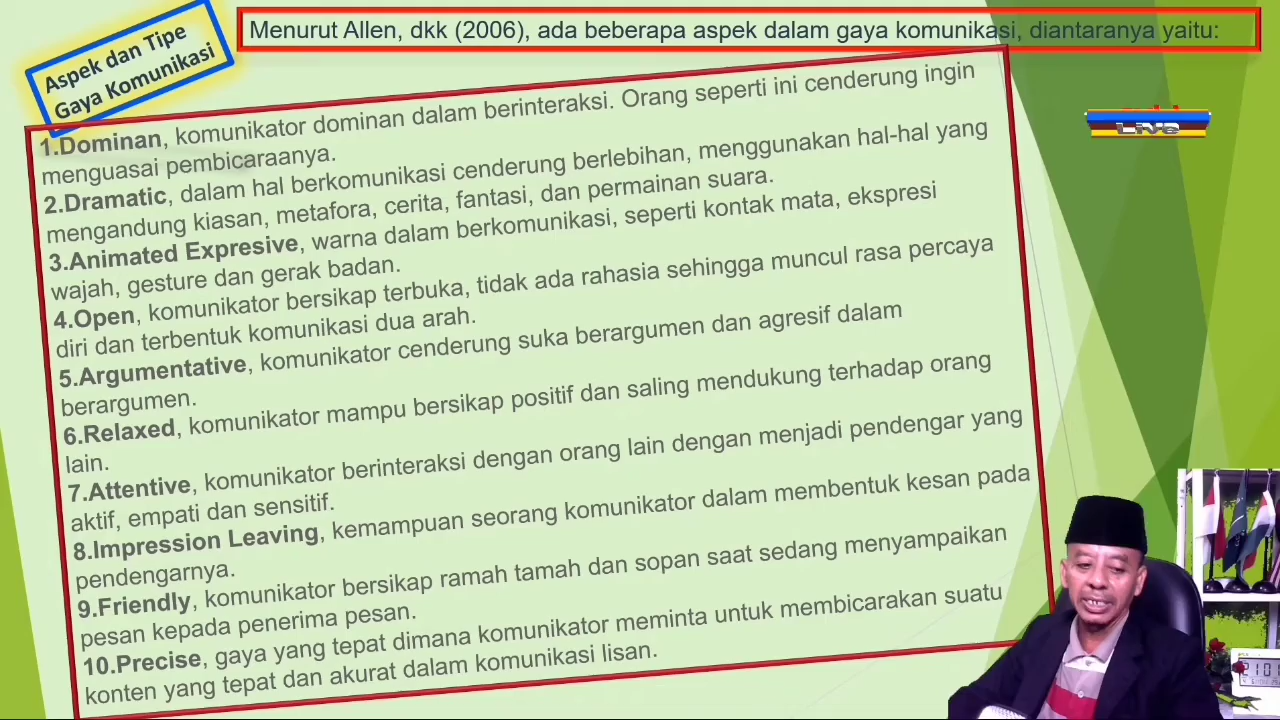 Aspek dan Tipe
Gaya Komunikasi
Menurut Allen, dkk (2006), ada beberapa aspek dalam gaya komunikasi, diantaranya yaitu:
1.Dominan, komunikator dominan dalam berinteraksi. Orang seperti ini cenderung ingin
menguasai pembicaraanya.
2.Dramatic, dalam hal berkomunikasi cenderung berlebihan, menggunakan hal-hal yang
mengandung kiasan, metafora, cerita, fantasi, dan permainan suara.
3.Animated Expresive, warna dalam berkomunikasi, seperti kontak mata, ekspresi
wajah, gesture dan gerak badan.
4.Open, komunikator bersikap terbuka, tidak ada rahasia sehingga muncul rasa percaya
diri dan terbentuk komunikasi dua arah.
5.Argumentative, komunikator cenderung suka berargumen dan agresif dalam
berargumen.
6.Relaxed, komunikator mampu bersikap positif dan saling mendukung terhadap orang
lain.
7.Attentive, komunikator berinteraksi dengan orang lain dengan menjadi pendengar yang
aktif, empati dan sensitif.
8.Impression Leaving, kemampuan seorang komunikator dalam membentuk kesan pada
pendengarnya.
9.Friendly, komunikator bersikap ramah tamah dan sopan saat sedang menyampaikan
pesan kepada penerima pesan.
10.Precise, gaya yang tepat dimana komunikator meminta untuk membicarakan suatu
konten yang tepat dan akurat dalam komunikasi lisan.
Live